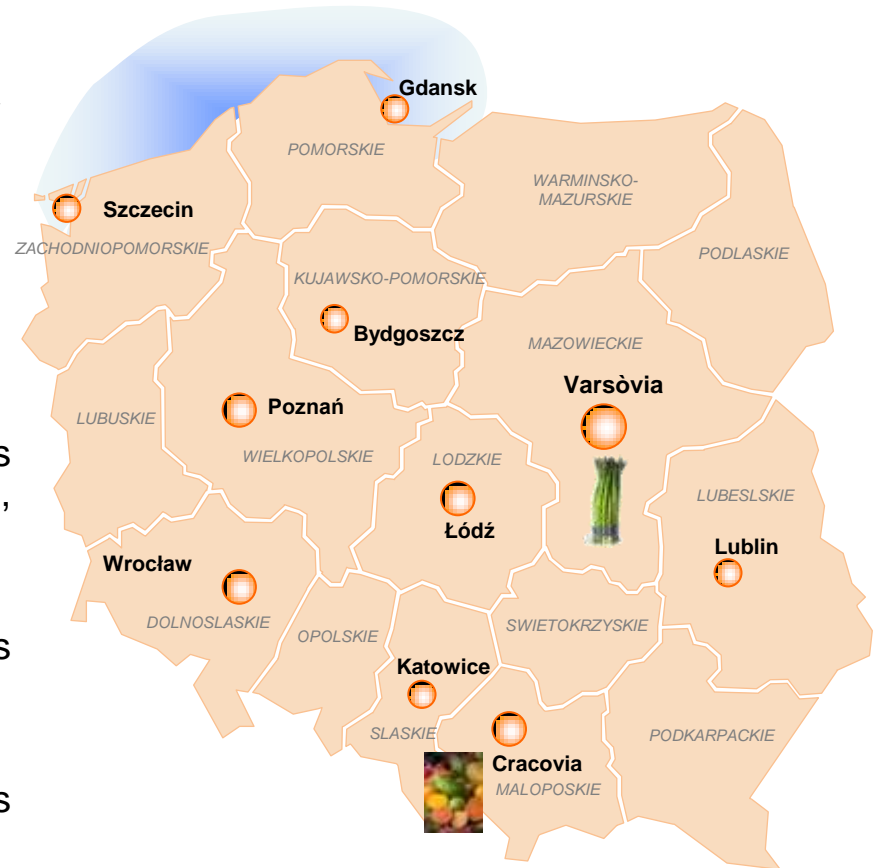 Gdansk
POMORSKIE
WARMINSKO-
MAZURSKIE
Szczecin
ZACHODNIOPOMORSKIE
PODLASKIE
KUJAWSKO-POMORSKIE
Bydgoszcz
MAZOWIECKIE
Varsòvia
Poznań
LUBUSKIE
WIELKOPOLSKIE
LODZKIE
s
,
LUBESLSKIE
Łódź
Lublin
Wrocław
DOLNOSLASKIE
OPOLSKIE
SWIETOKRZYSKIE
s
Katowice
SLASKIE
PODKARPACKIE
Cracovia
MALOPOSKIE
s